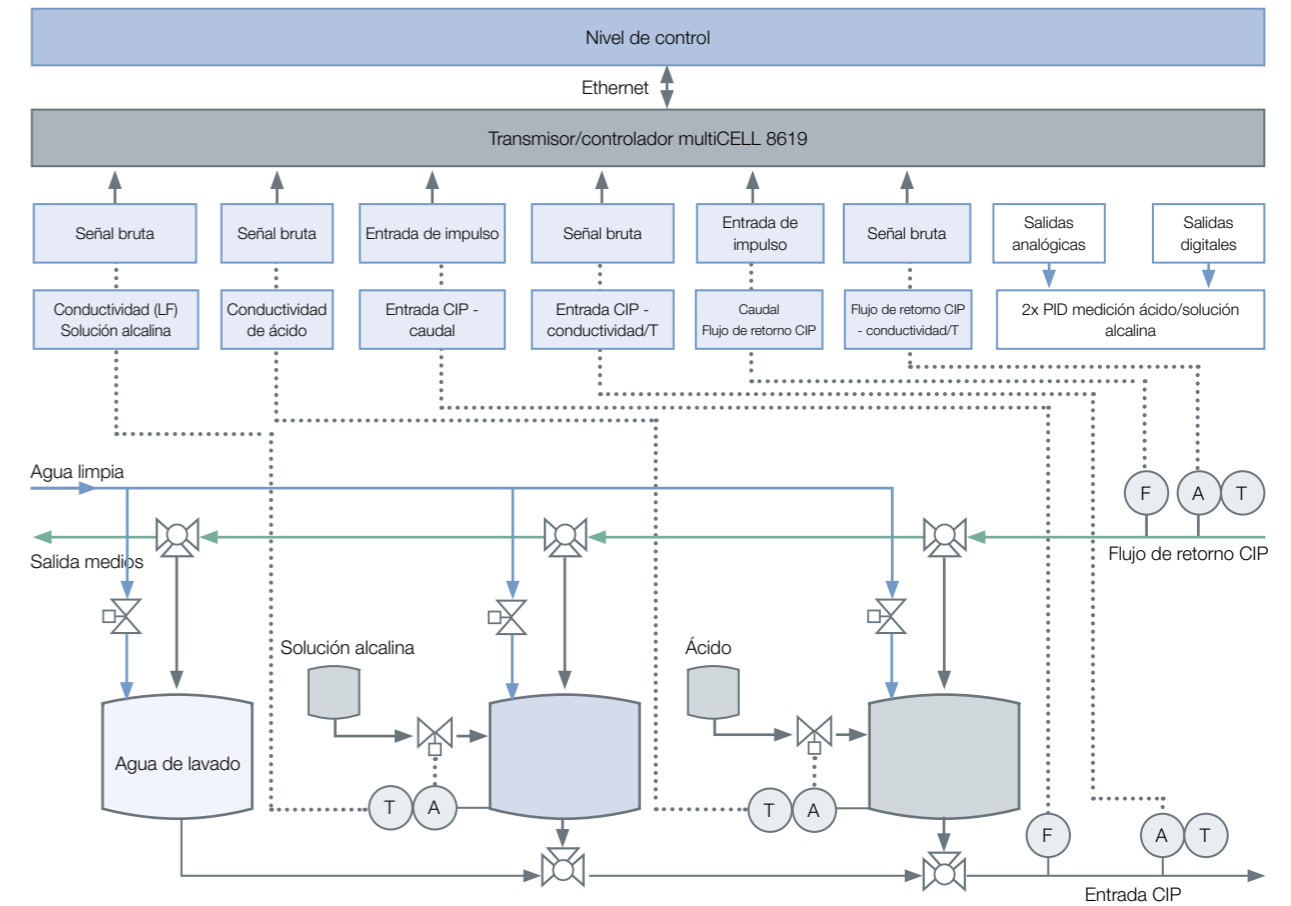 Nivel de control
Ethernet
Transmisor/controlador multiCELL 8619
Señal bruta
Señal bruta
Entrada de impulso
Señal bruta
Entrada de
impulso
Señal bruta
Salidas
analógicas
Salidas
digitales
Conductividad (LF)
Solución alcalina
Conductividad
de ácido
Entrada CIP -
caudal
Entrada CIP -
conductividad/T
Caudal
Flujo de retorno CIP
Flujo de retorno CIP
- conductividad/T
2x PID medición ácido/solución
alcalina
Agua limpia
F
A
T
Salida medios
Flujo de retorno CIP
Solución alcalina
Ácido
Agua de lavado
T
A
T
A
F
A
T
Entrada CIP